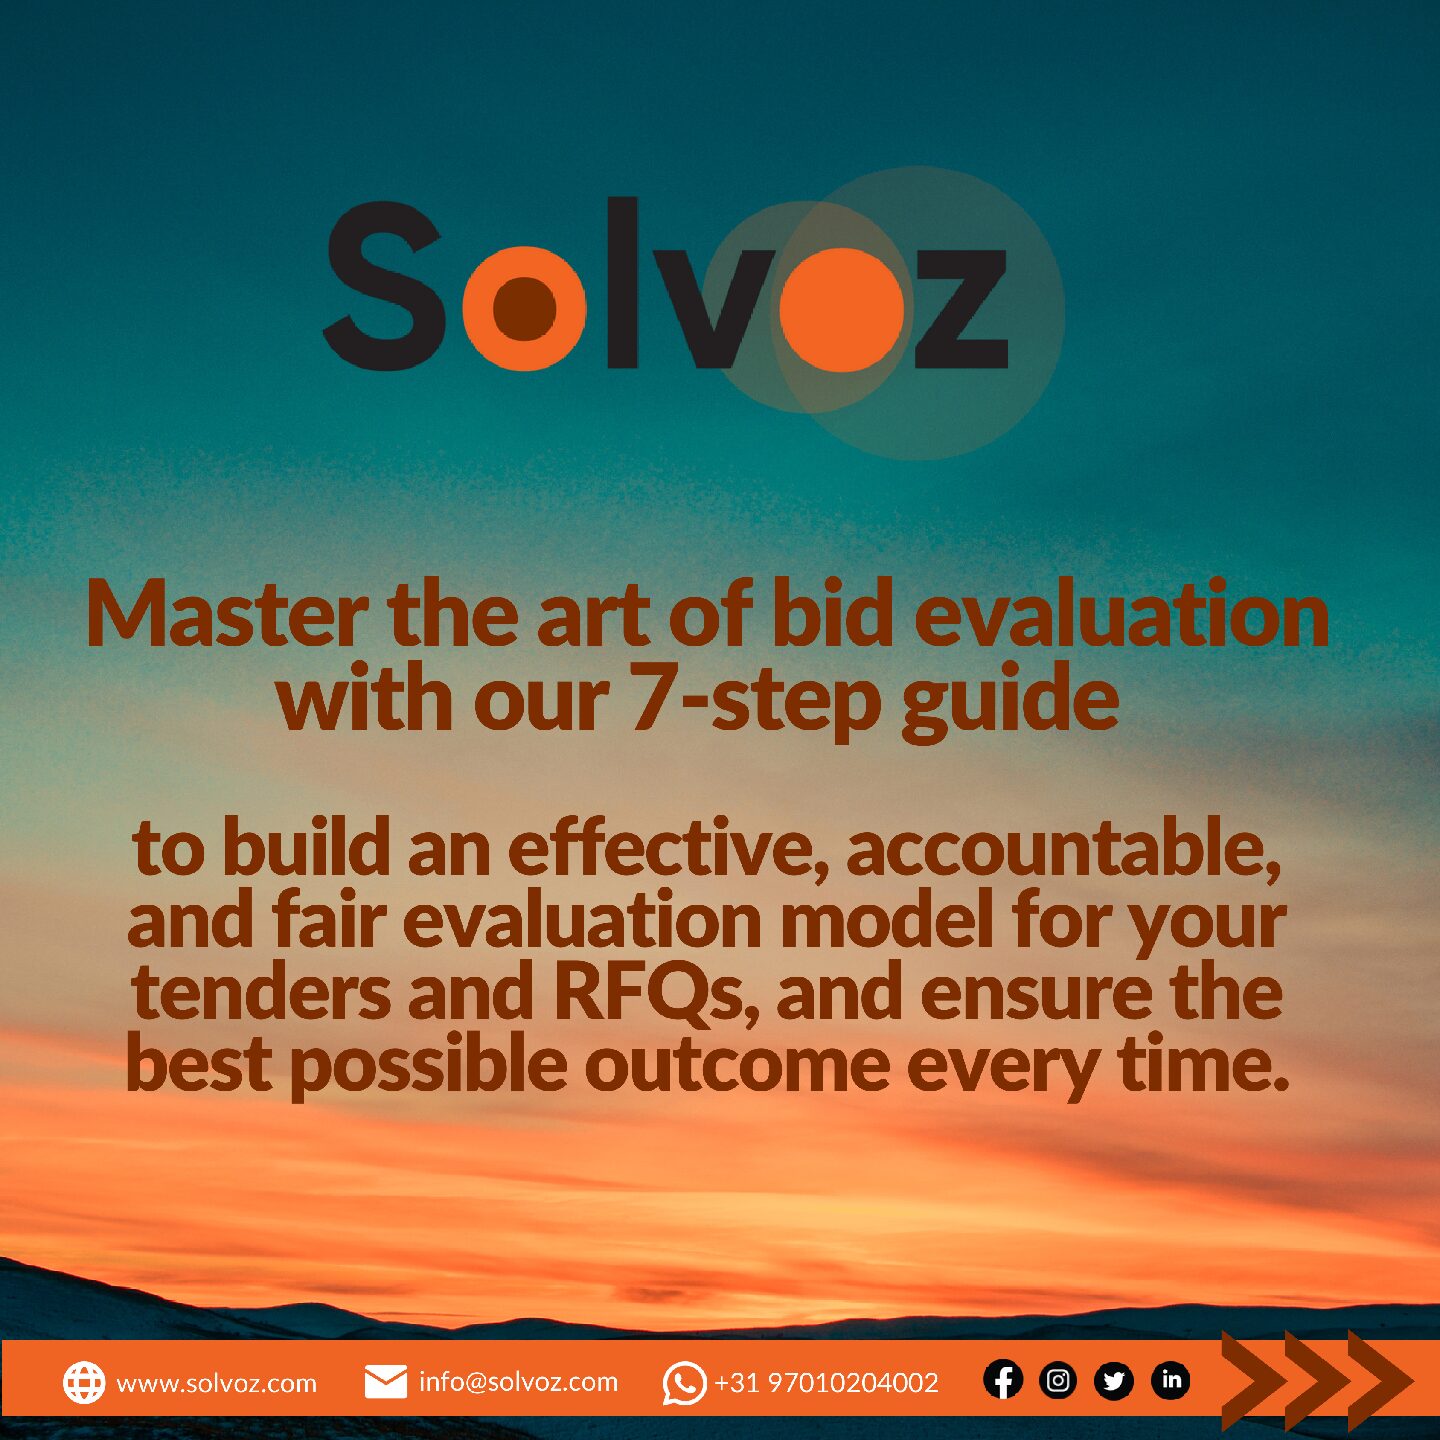 Solvoz
Master the art of bid evaluation
with our 7-step guide
to build an effective, accountable,
and fair evaluation model for your
tenders and RFQs, and ensure the
best possible outcome every time.
www.solvoz.com info@solvoz.com +31 97010204002